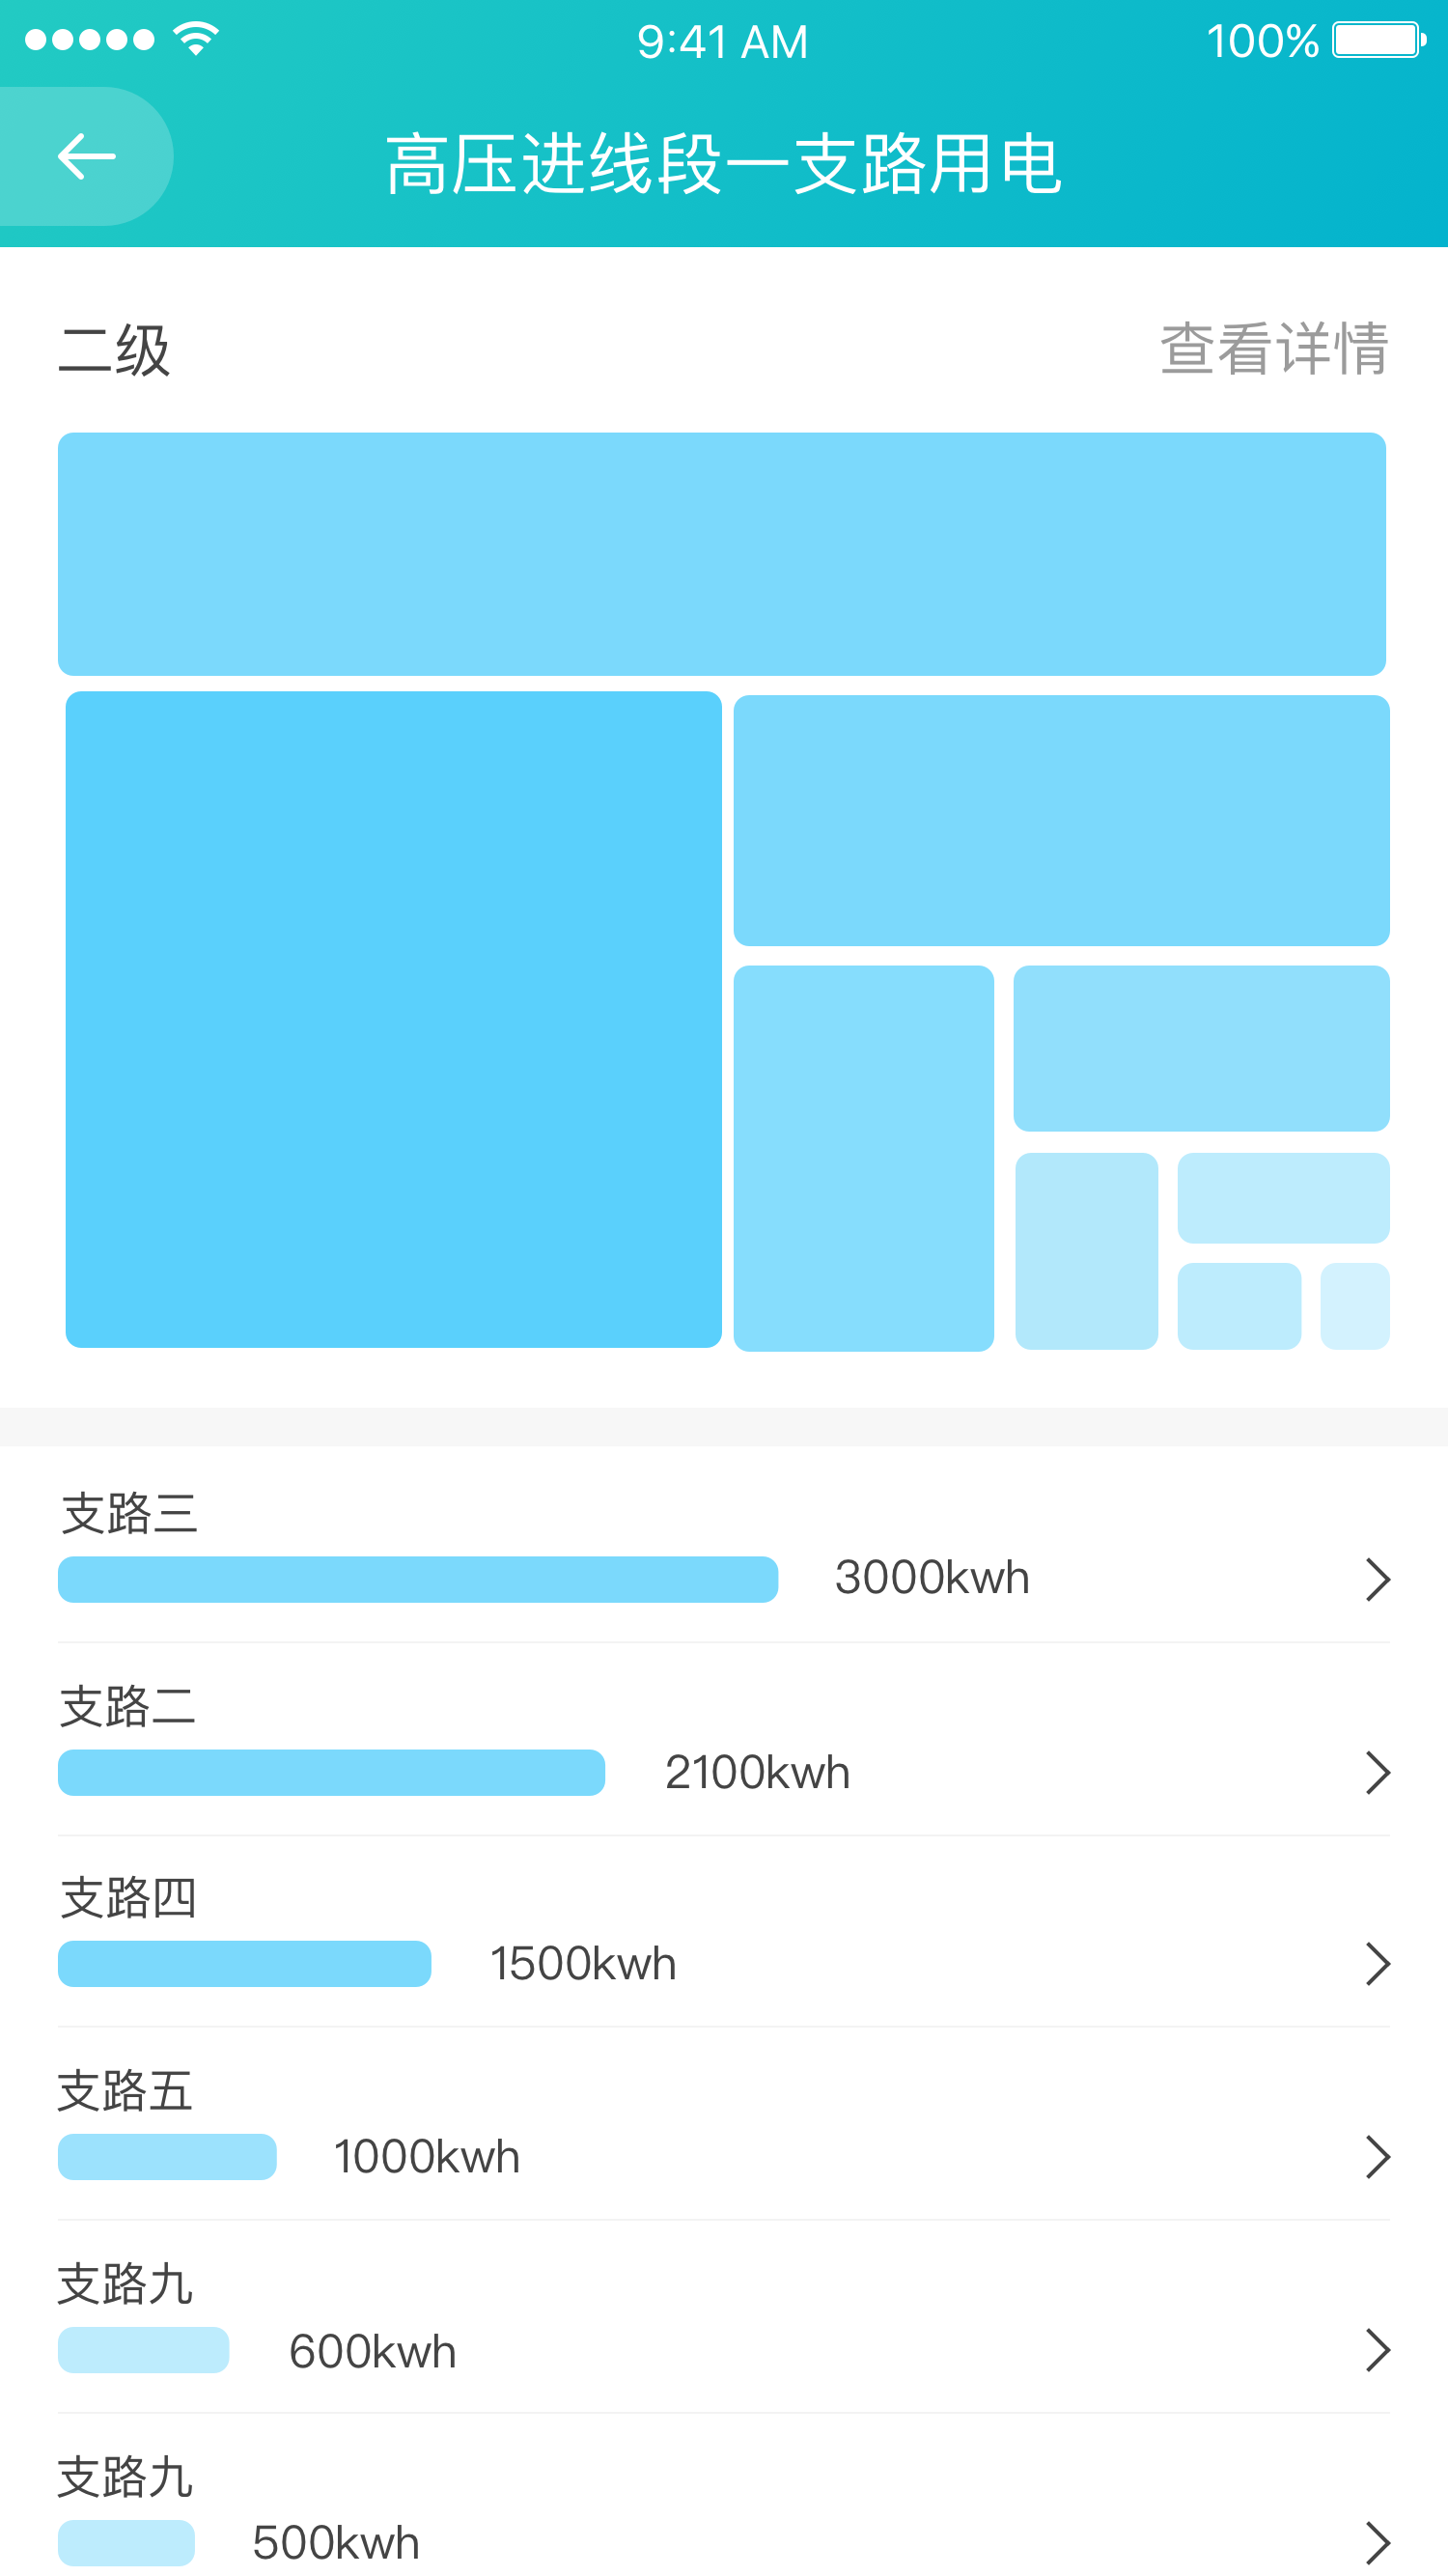 9:41 AM 100%
高压进线段一支路用电
二级 查看详情
支路三
3000kwh
支路二
2100kwh
支路四
1500kwh
支路五
1000kwh
支路九
600kwh
支路九
500kwh